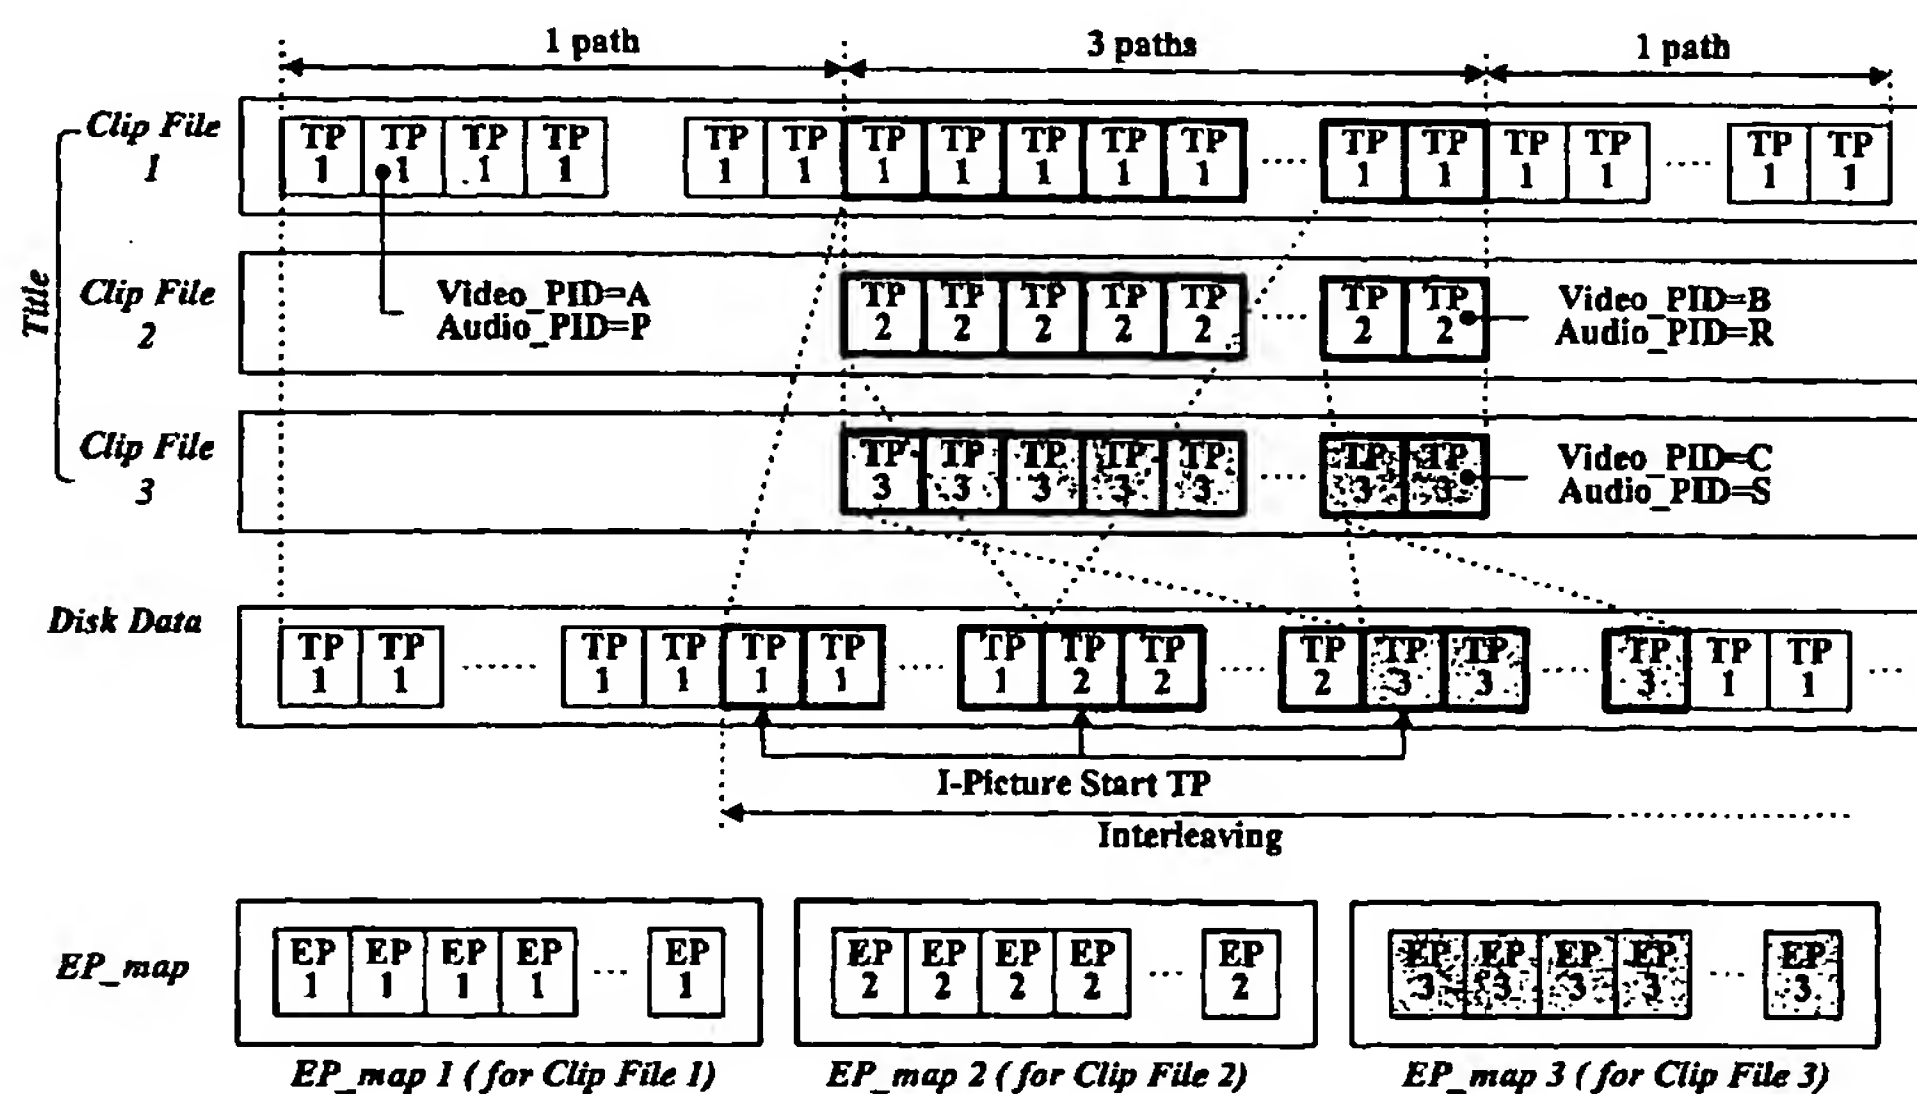 1 path 3 paths 1 path
Title
Clip File 1
TP 1 TP 1 TP 1 TP 1 TP 1 TP 1 TP 1 TP 1 TP 1 TP 1 TP 1 ..... TP 1 TP 1 TP 1 TP 1 ..... TP 1 TP 1
Clip File 2
Video_PID=A
Audio_PID=P
TP 2 TP 2 TP 2 TP 2 TP 2 ..... TP 2 TP 2
Video_PID=B
Audio_PID=R
Clip File 3
TP 3 TP 3 TP 3 TP 3 TP 3 ..... TP 3 TP 3
Video_PID=C
Audio_PID=S
Disk Data
TP 1 TP 1 ...... TP 1 TP 1 TP 1 TP 1 ..... TP 1 TP 2 TP 2 ..... TP 2 TP 3 TP 3 ..... TP 3 TP 1 TP 1 ...
I-Picture Start TP
Interleaving
EP_map
EP 1 EP 1 EP 1 EP 1 ... EP 1
EP 2 EP 2 EP 2 EP 2 ... EP 2
EP 3 EP 3 EP 3 EP 3 ... EP 3
EP_map 1 (for Clip File 1)
EP_map 2 (for Clip File 2)
EP_map 3 (for Clip File 3)